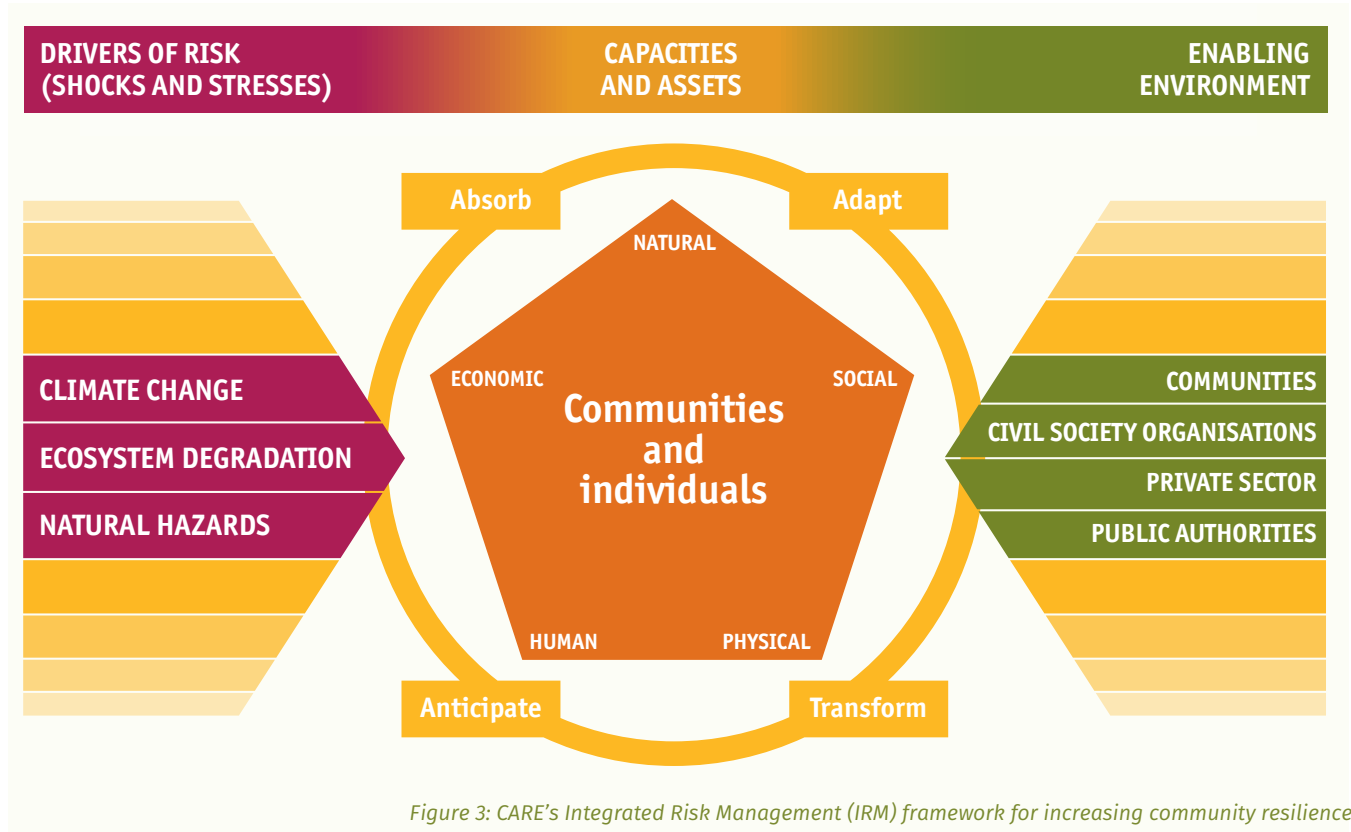 DRIVERS OF RISK
(SHOCKS AND STRESSES)
CAPACITIES
AND ASSETS
ENABLING
ENVIRONMENT
Absorb
Adapt
NATURAL
ECONOMIC
SOCIAL
Communities
and
individuals
HUMAN
PHYSICAL
Anticipate
Transform
CLIMATE CHANGE
ECOSYSTEM DEGRADATION
NATURAL HAZARDS
COMMUNITIES
CIVIL SOCIETY ORGANISATIONS
PRIVATE SECTOR
PUBLIC AUTHORITIES
Figure 3: CARE’s Integrated Risk Management (IRM) framework for increasing community resilience